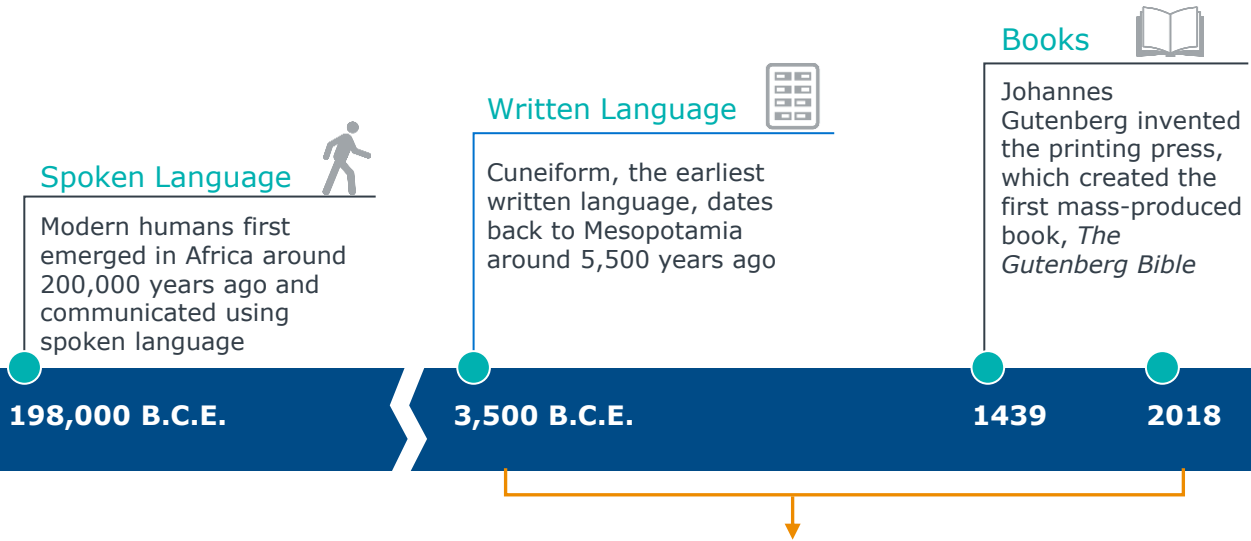 Spoken Language
Modern humans first
emerged in Africa around
200,000 years ago and
communicated using
spoken language
Written Language
Cuneiform, the earliest
written language, dates
back to Mesopotamia
around 5,500 years ago
Books
Johannes
Gutenberg invented
the printing press,
which created the
first mass-produced
book, The
Gutenberg Bible
198,000 B.C.E.
3,500 B.C.E.
1439
2018